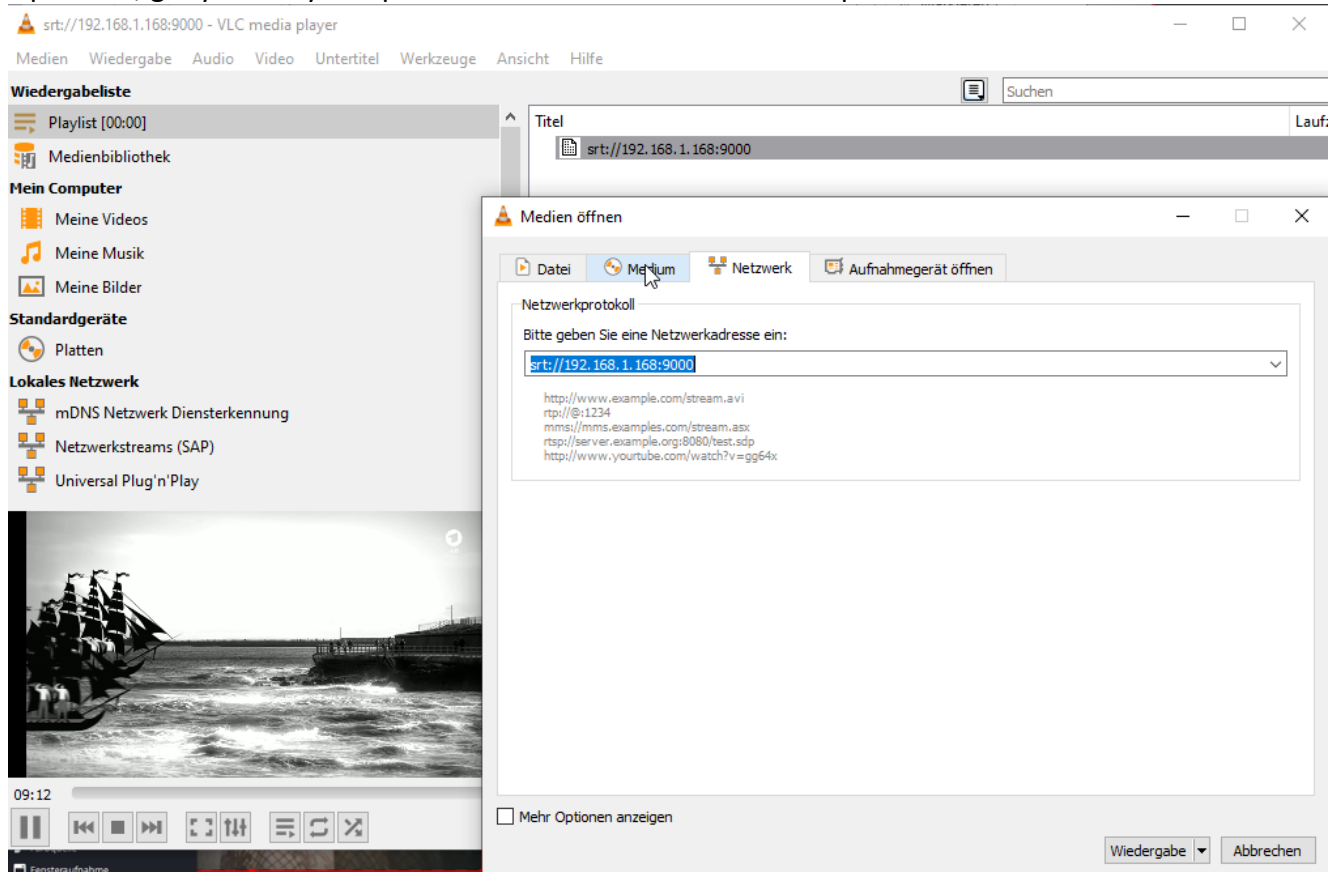 srt://192.168.1.168:9000 - VLC media player
Medien Wiedergabe Audio Video Untertitel Werkzeuge Ansicht Hilfe
Wiedergabeliste
Suchen
Playlist [00:00]
Medienbibliothek
Mein Computer
Meine Videos
Meine Musik
Meine Bilder
Standardgeräte
Platten
Lokales Netzwerk
mDNS Netzwerk Diensterkennung
Netzwerkstreams (SAP)
Universal Plug'n'Play
Titel
srt://192.168.1.168:9000
Medien öffnen
Datei Medium Netzwerk Aufnahmegerät öffnen
Netzwerkprotokoll
Bitte geben Sie eine Netzwerkadresse ein:
srt://192.168.1.168:9000
http://www.example.com/stream.avi
rtp://@:1234
mms://mms.examples.com/stream.asx
rtsp://server.example.org:8080/test.sdp
http://www.yourtube.com/watch?v=gg64x
Mehr Optionen anzeigen
Wiedergabe Abbrechen
09:12
Fensteraufnahme